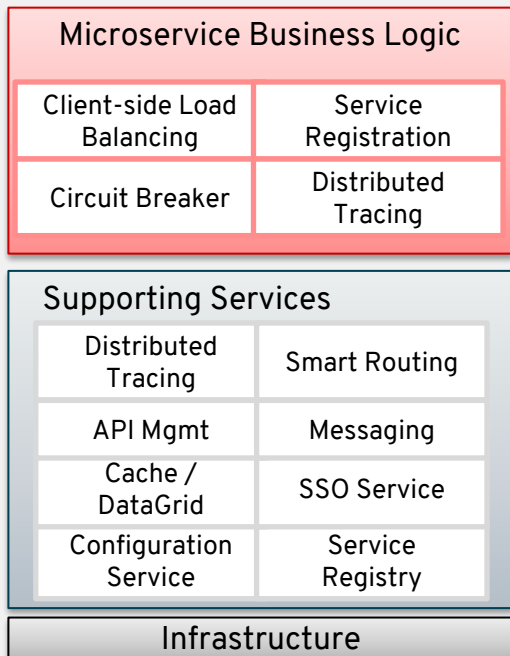 Microservice Business Logic
Client-side Load
Balancing
Service
Registration
Circuit Breaker
Distributed
Tracing
Supporting Services
Distributed
Tracing
Smart Routing
API Mgmt
Messaging
Cache /
DataGrid
SSO Service
Configuration
Service
Service
Registry
Infrastructure